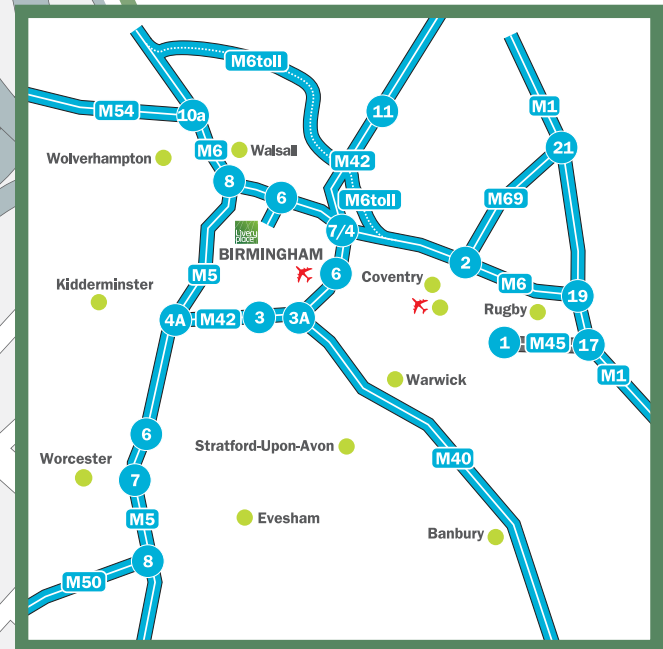 M6toll
M1
M54
10a
11
M6
Walsall
Wolverhampton
M42
21
8
6
M6toll
M69
Livery
place
7/4
BIRMINGHAM
2
M5
6
Coventry
M6
Kidderminster
19
Rugby
4A
M42
3
3A
1
M45
17
M1
Warwick
6
Stratford-Upon-Avon
M40
Worcester
7
M5
Evesham
Banbury
8
M50